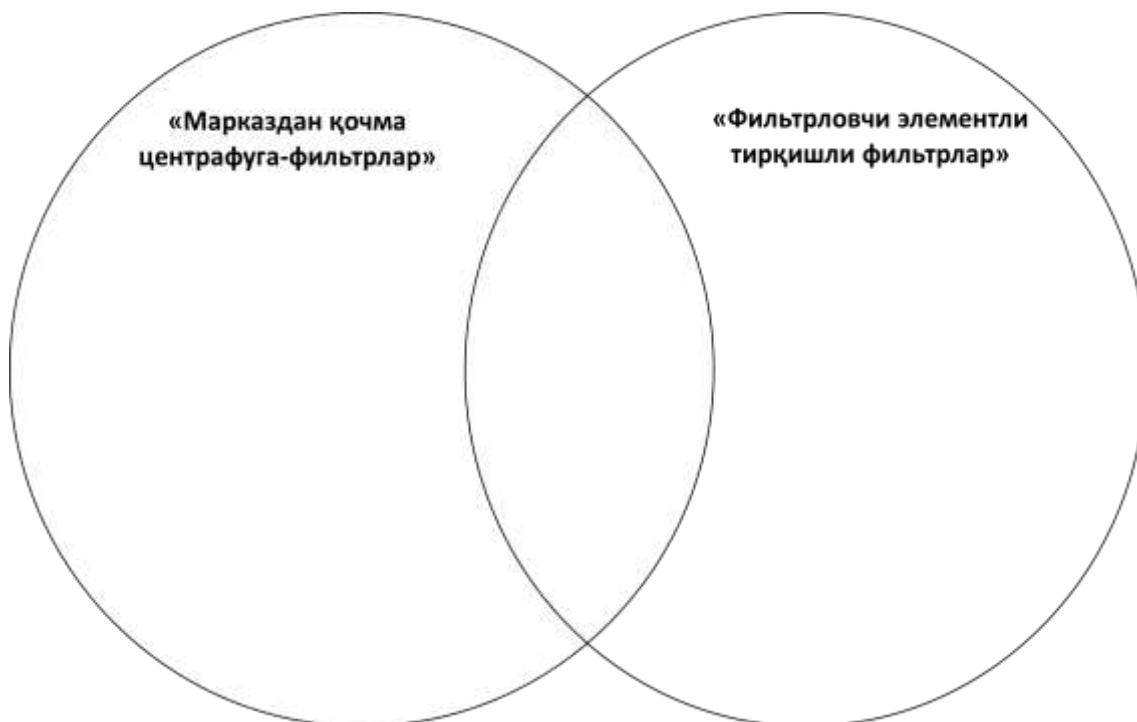 «Марказдан қочма
центрафуга-фильтрлар»
«Фильтрловчи элементли
тирқишли фильтрлар»